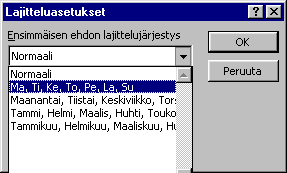 Lajitteluasetukset
Ensimmäisen ehdon lajittelujärjestys
Normaali
OK
Peruuta
Normaali
Ma, Ti, Ke, To, Pe, La, Su
Maanantai, Tiistai, Keskiviikko, Tors
Tammi, Helmi, Maalis, Huhti, Touko
Tammikuu, Helmikuu, Maaliskuu, Hu